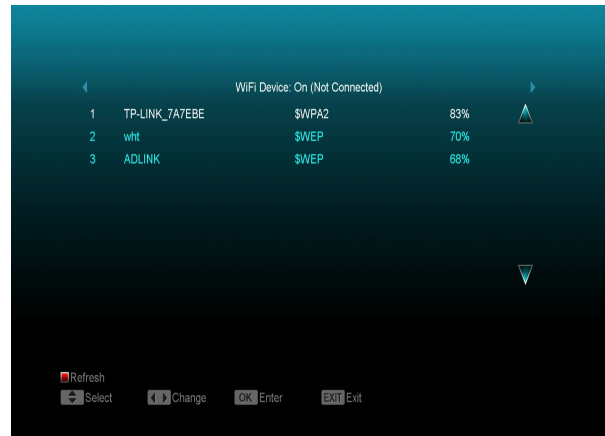 WiFi Device: On (Not Connected)
1 TP-LINK_7A7EBE $WPA2 83%
2 wht $WEP 70%
3 ADLINK $WEP 68%
Refresh
Select Change OK Enter EXIT Exit